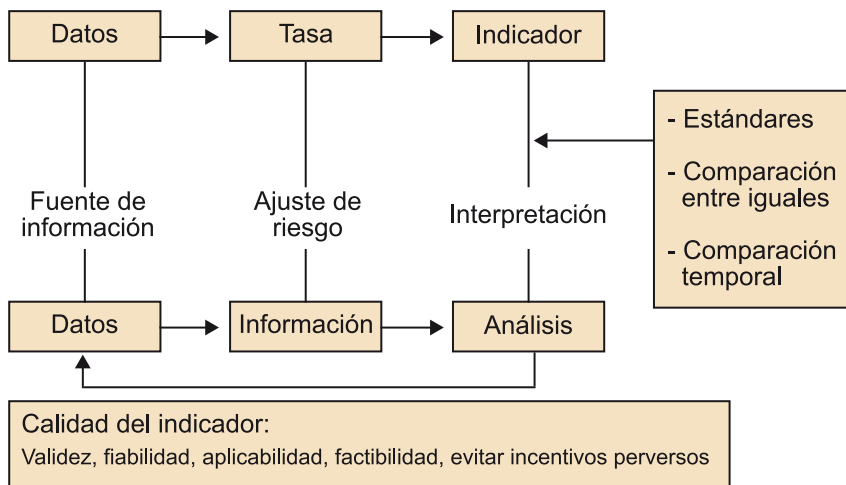 Datos
Tasa
Indicador
- Estándares
- Comparación
entre iguales
- Comparación
temporal
Fuente de
información
Ajuste de
riesgo
Interpretación
Datos
Información
Análisis
Calidad del indicador:
Validez, fiabilidad, aplicabilidad, factibilidad, evitar incentivos perversos